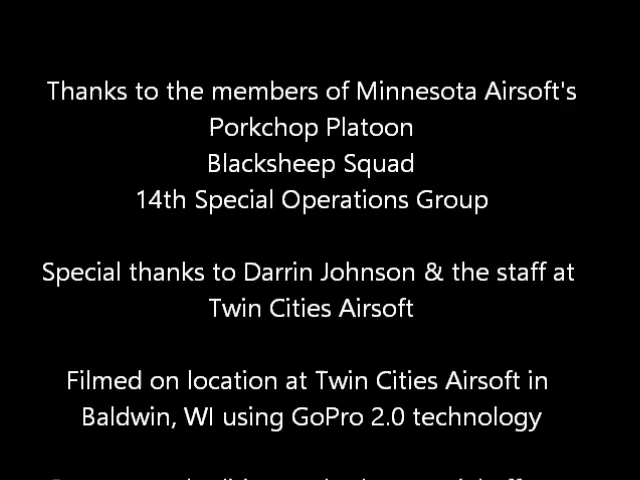 Thanks to the members of Minnesota Airsoft's
Porkchop Platoon
Blacksheep Squad
14th Special Operations Group
Special thanks to Darrin Johnson & the staff at
Twin Cities Airsoft
Filmed on location at Twin Cities Airsoft in
Baldwin, WI using GoPro 2.0 technology